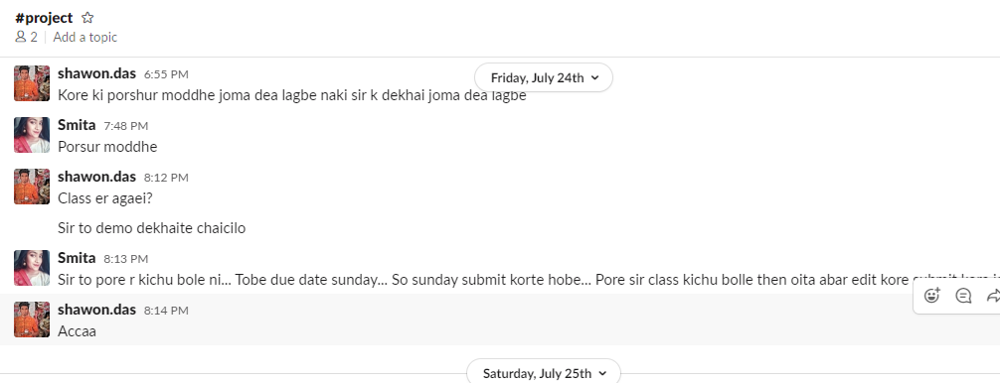 #project
2 Add a topic
Friday, July 24th
shawon.das 6:55 PM
Kore ki porshur moddhe joma dea lagbe naki sir k dekhai joma dea lagbe
Smita 7:48 PM
Porsur moddhe
shawon.das 8:12 PM
Class er agaei?
Sir to demo dekhaite chaicilo
Smita 8:13 PM
Sir to pore r kichu bole ni... Tobe due date sunday... So sunday submit korte hobe... Pore sir class kichu bolle then oita abar edit kore
shawon.das 8:14 PM
Accaa
Saturday, July 25th